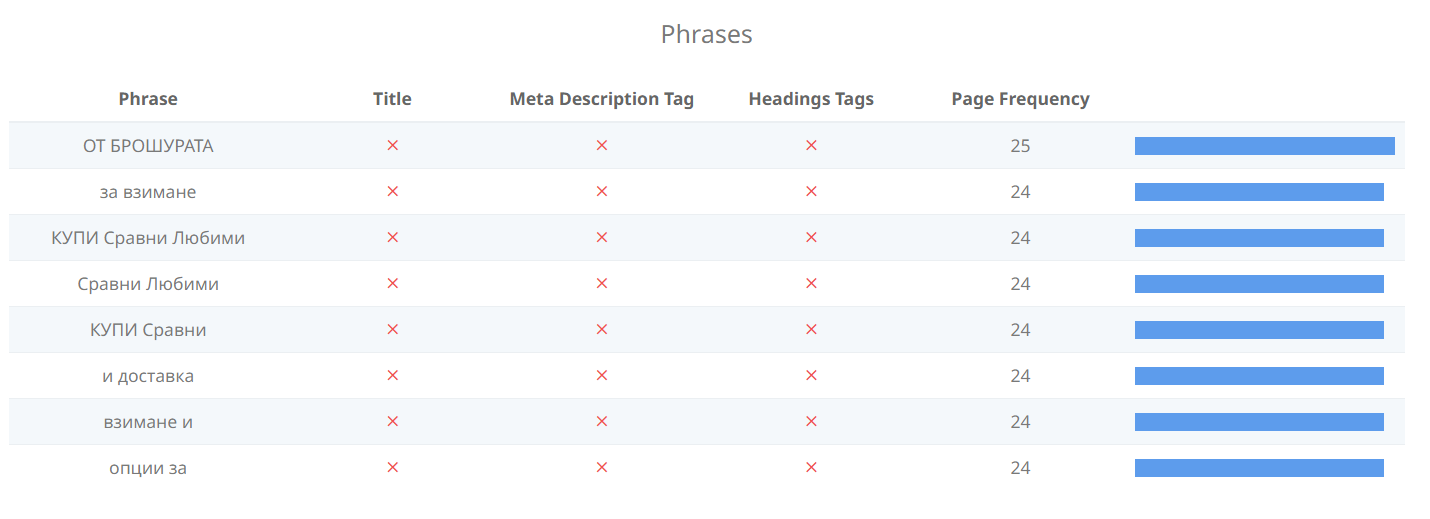 Phrases
Phrase Title Meta Description Tag Headings Tags Page Frequency
ОТ БРОШУРАТА × × × 25
за взимане × × × 24
КУПИ Сравни Любими × × × 24
Сравни Любими × × × 24
КУПИ Сравни × × × 24
и доставка × × × 24
взимане и × × × 24
опции за × × × 24